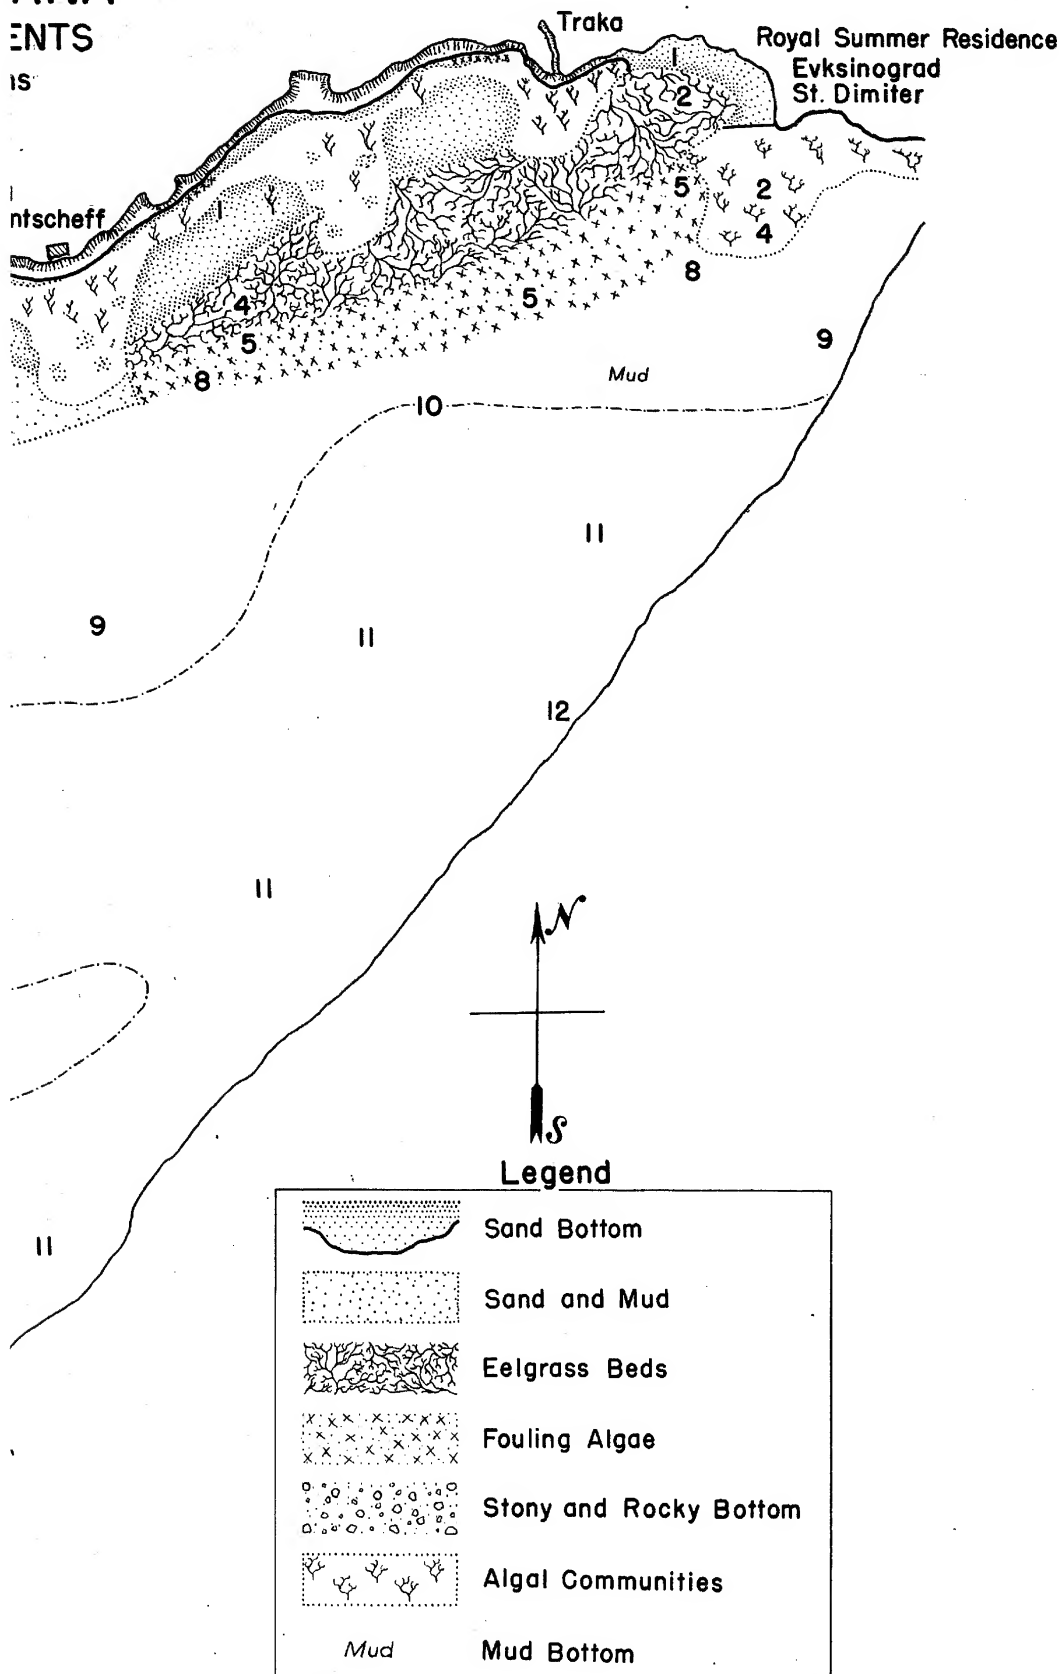 ENTS
Traka
Royal Summer Residence
Evksinograd
St. Dimiter
1
2
5
2
4
ntscheff
1
8
4
5
5
9
8
Mud
10
11
9
11
12
11
N
S
Legend
11
Sand Bottom
Sand and Mud
Eelgrass Beds
Fouling Algae
Stony and Rocky Bottom
Algal Communities
Mud Mud Bottom